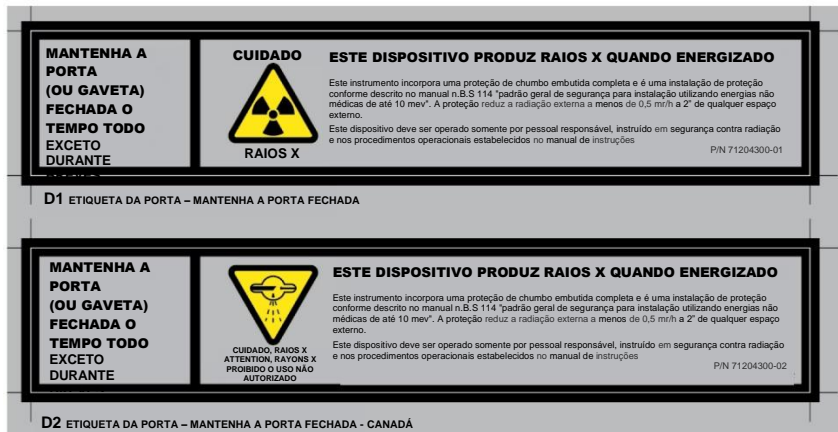 MANTENHA A
PORTA
(OU GAVETA)
FECHADA O
TEMPO TODO
EXCETO
DURANTE
CUIDADO
RAIOS X
ESTE DISPOSITIVO PRODUZ RAIOS X QUANDO ENERGIZADO
Este instrumento incorpora uma proteção de chumbo embutida completa e é uma instalação de proteção
conforme descrito no manual n.B.S 114 "padrão geral de segurança para instalação utilizando energias não
médicas de até 10 mev". A proteção reduz a radiação externa a menos de 0,5 mr/h a 2" de qualquer espaço
externo.
Este dispositivo deve ser operado somente por pessoal responsável, instruído em segurança contra radiação
e nos procedimentos operacionais estabelecidos no manual de instruções
P/N 71204300-01
D1 ETIQUETA DA PORTA – MANTENHA A PORTA FECHADA
MANTENHA A
PORTA
(OU GAVETA)
FECHADA O
TEMPO TODO
EXCETO
DURANTE
CUIDADO, RAIOS X
ATTENTION, RAYONS X
PROIBIDO O USO NÃO
AUTORIZADO
ESTE DISPOSITIVO PRODUZ RAIOS X QUANDO ENERGIZADO
Este instrumento incorpora uma proteção de chumbo embutida completa e é uma instalação de proteção
conforme descrito no manual n.B.S 114 "padrão geral de segurança para instalação utilizando energias não
médicas de até 10 mev". A proteção reduz a radiação externa a menos de 0,5 mr/h a 2" de qualquer espaço
externo.
Este dispositivo deve ser operado somente por pessoal responsável, instruído em segurança contra radiação
e nos procedimentos operacionais estabelecidos no manual de instruções
P/N 71204300-02
D2 ETIQUETA DA PORTA – MANTENHA A PORTA FECHADA - CANADÁ